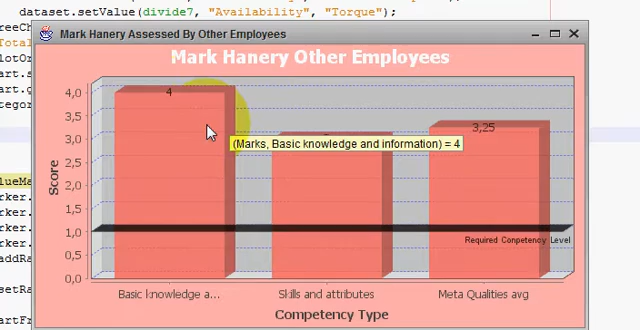 dataset.setValue(divide7, "Availability", "Torque");
Mark Hanery Assessed By Other Employees
Mark Hanery Other Employees
4,0
3,5
3,0
2,5
2,0
1,5
1,0
0,5
0,0
Score
4
3,25
(Marks, Basic knowledge and information) = 4
Required Conpetency Level
Basic knowledge a...
Skills and attributes
Meta Qualities avg
Competency Type